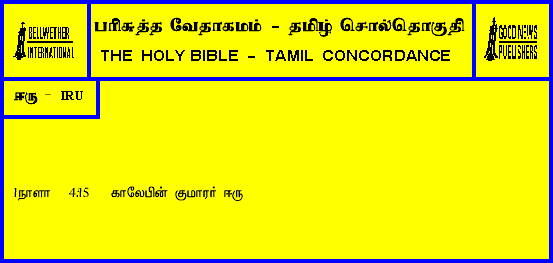 BELLWETHER
INTERNATIONAL
பரிசுத்த வேதாகமம் - தமிழ் சொல்தொகுதி
THE HOLY BIBLE - TAMIL CONCORDANCE
GOOD NEWS
PUBLISHERS
ஈரு - IRU
1நாளா 4:15 காலேபின் குமாரர் ஈரு